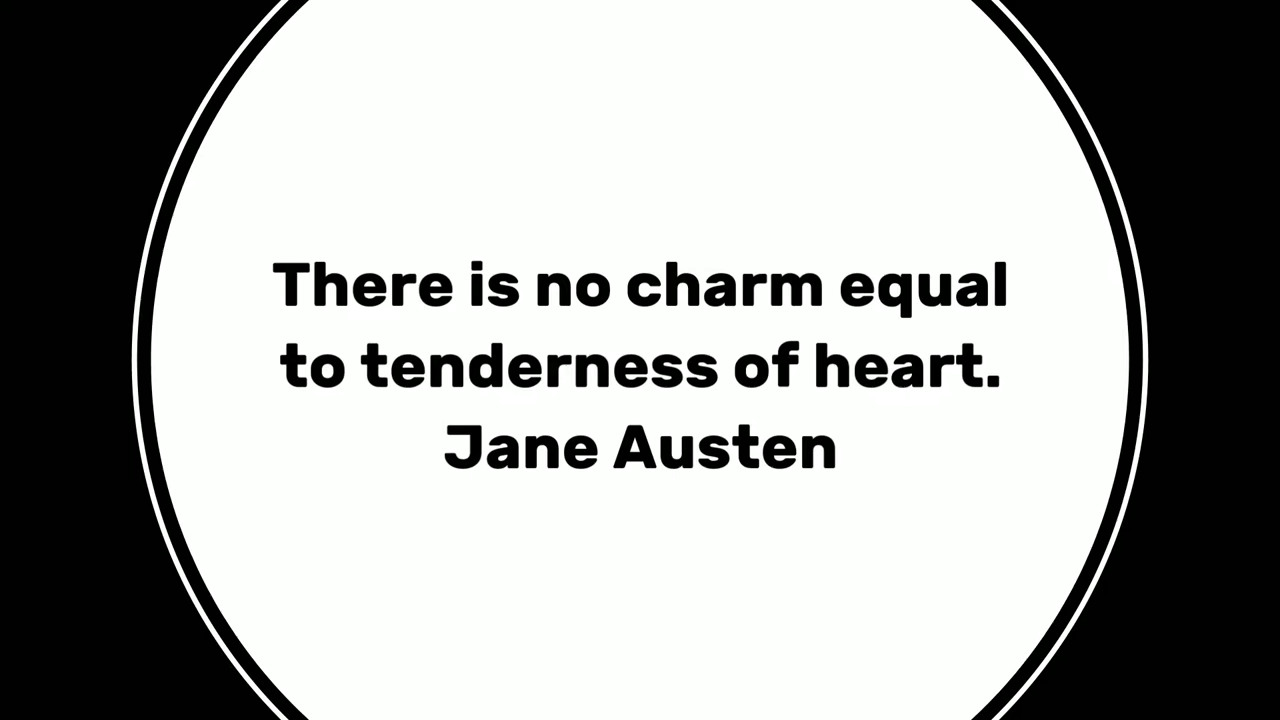 There is no charm equal
to tenderness of heart.
Jane Austen